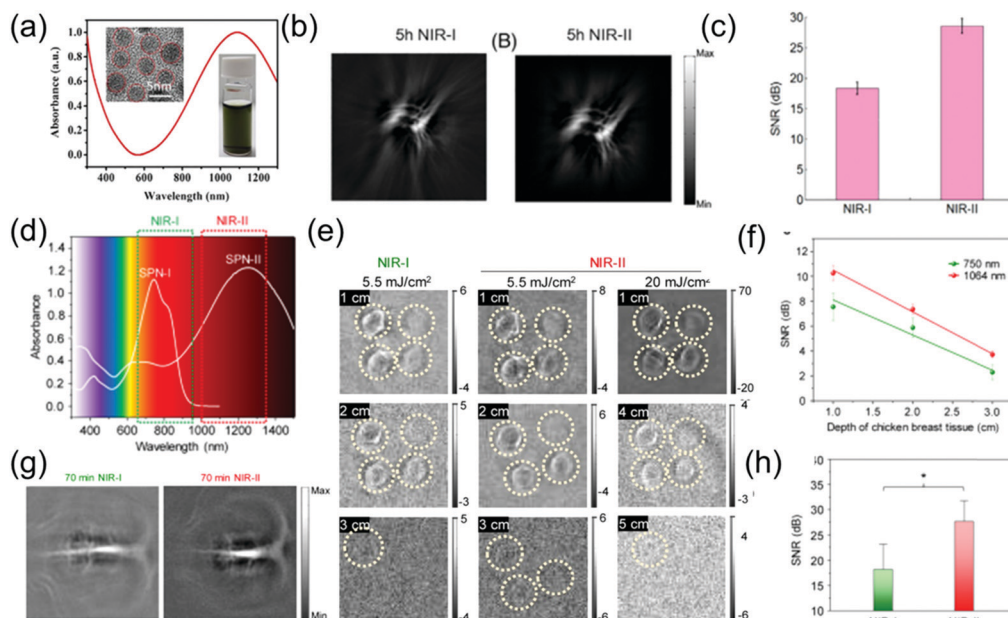 (a)
Absorbance (a.u.)
1.0
0.8
0.6
0.4
0.2
0.0
5nm
400 600 800 1000 1200
Wavelength (nm)
(b)
5h NIR-I
(B)
5h NIR-II
Max
Min
(c)
SNR (dB)
30
25
20
15
10
5
0
NIR-I NIR-II
(d)
NIR-I NIR-II
Absorbance
1.4
1.2
1.0
0.8
0.6
0.4
0.2
0.0
SPN-I
SPN-II
400 600 800 1000 1200 1400
Wavelength (nm)
(e)
NIR-I NIR-II
5.5 mJ/cm² 5.5 mJ/cm² 20 mJ/cm²
1 cm 6 -4
1 cm 8 -4
1 cm 70 -20
2 cm 5 -3
2 cm 6 -4
4 cm 4 -3
3 cm 5 -4
3 cm 6 -4
5 cm 4 -6
(f)
SNR (dB)
12
10
8
6
4
2
0
750 nm
1064 nm
1.0 1.5 2.0 2.5 3.0
Depth of chicken breast tissue (cm)
(g)
70 min NIR-I
70 min NIR-II
Max
Min
(h)
SNR (dB)
35
30
25
20
15
10
*